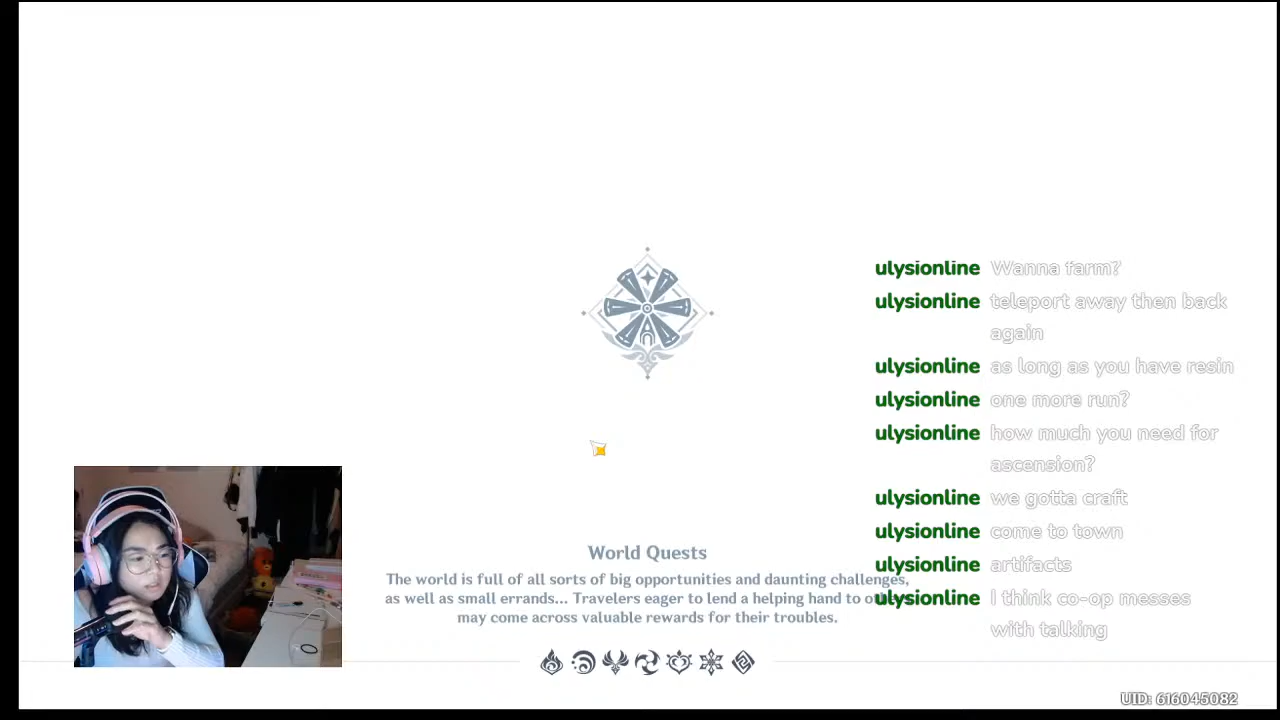 ulysionline Wanna farm?
ulysionline teleport away then back
again
ulysionline as long as you have resin
ulysionline one more run?
ulysionline how much you need for
ascension?
ulysionline we gotta craft
ulysionline come to town
ulysionline artifacts
ulysionline I think co-op messes
with talking
World Quests
The world is full of all sorts of big opportunities and daunting challenges,
as well as small errands... Travelers eager to lend a helping hand to
may come across valuable rewards for their troubles.
UID: 616045082